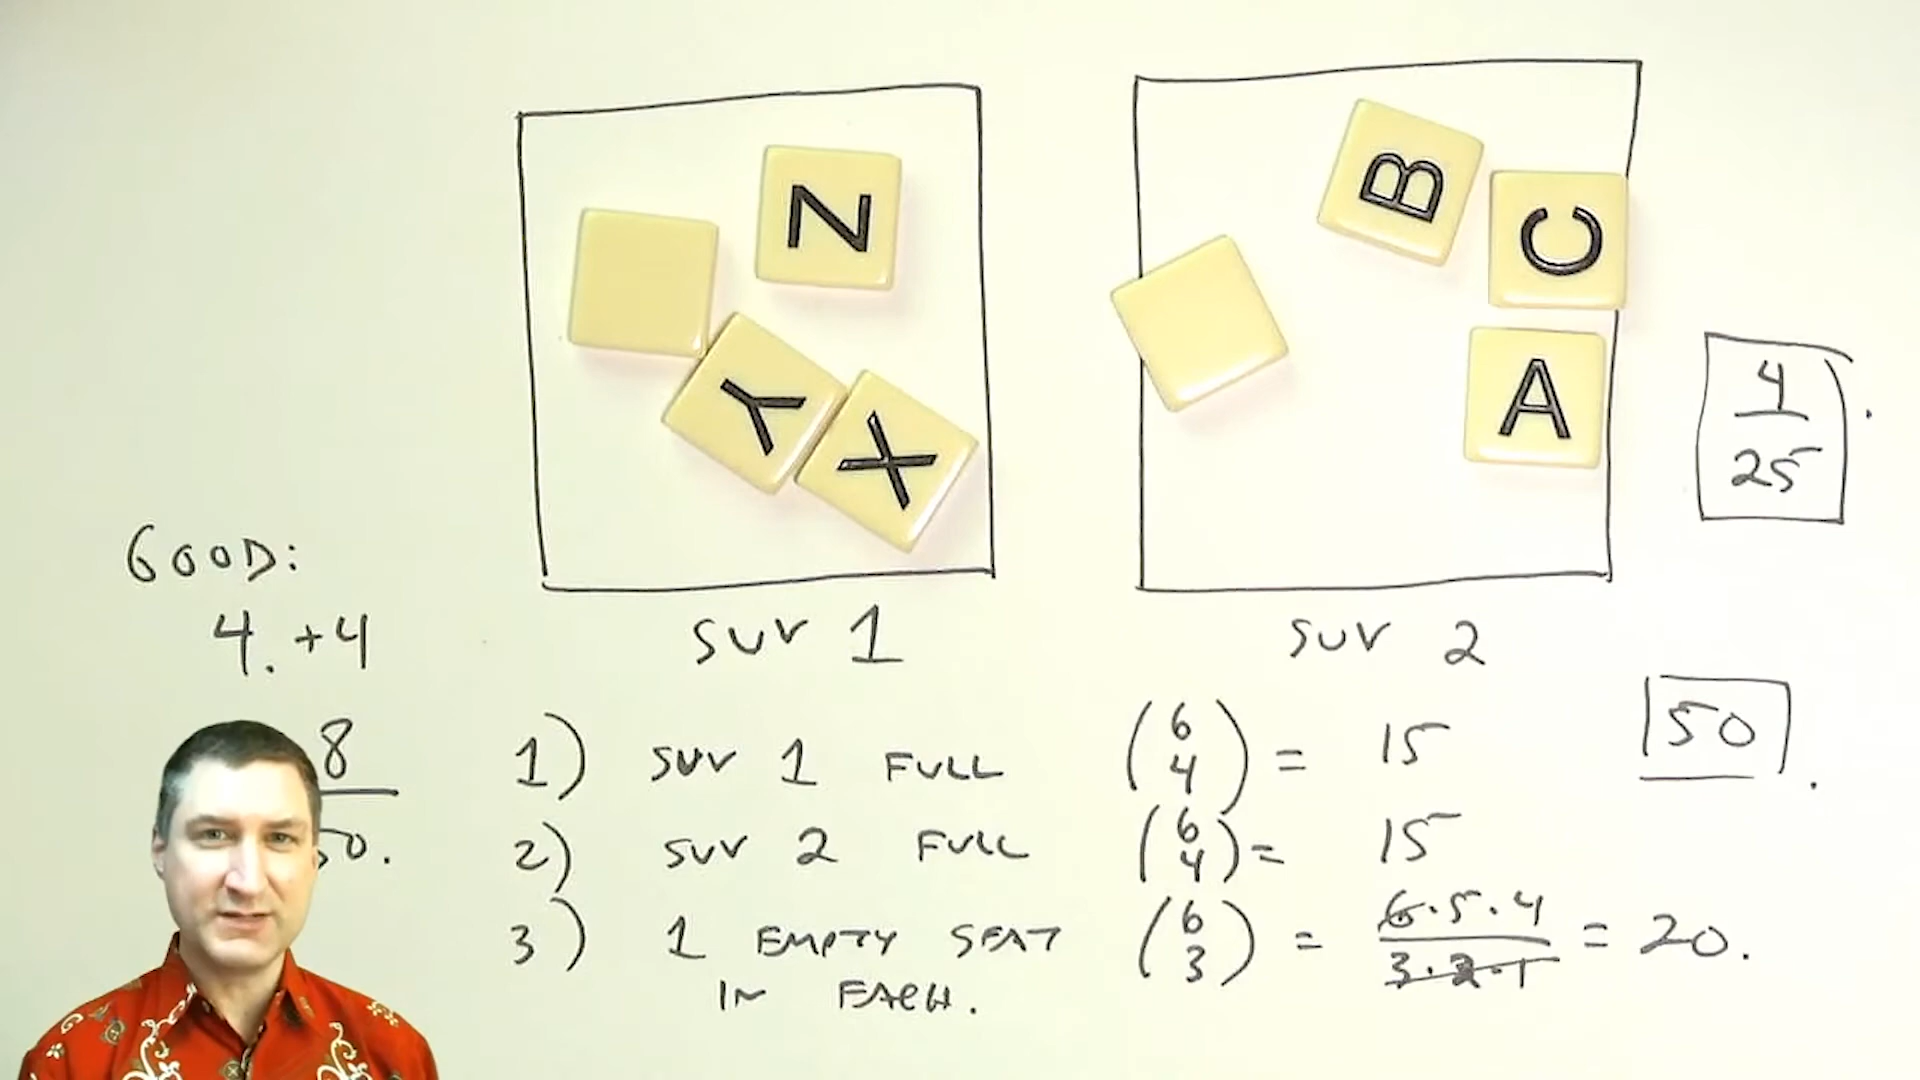 Z
Y
X
B
C
A
4
25
.
GOOD:
4. +4
8
50.
SUV 1
SUV 2
50
.
1) SUV 1 FULL (6 4) = 15
2) SUV 2 FULL (6 4) = 15
3) 1 EMPTY SEAT IN EACH. (6 3) = 6·5·4 / 3·2·1 = 20.